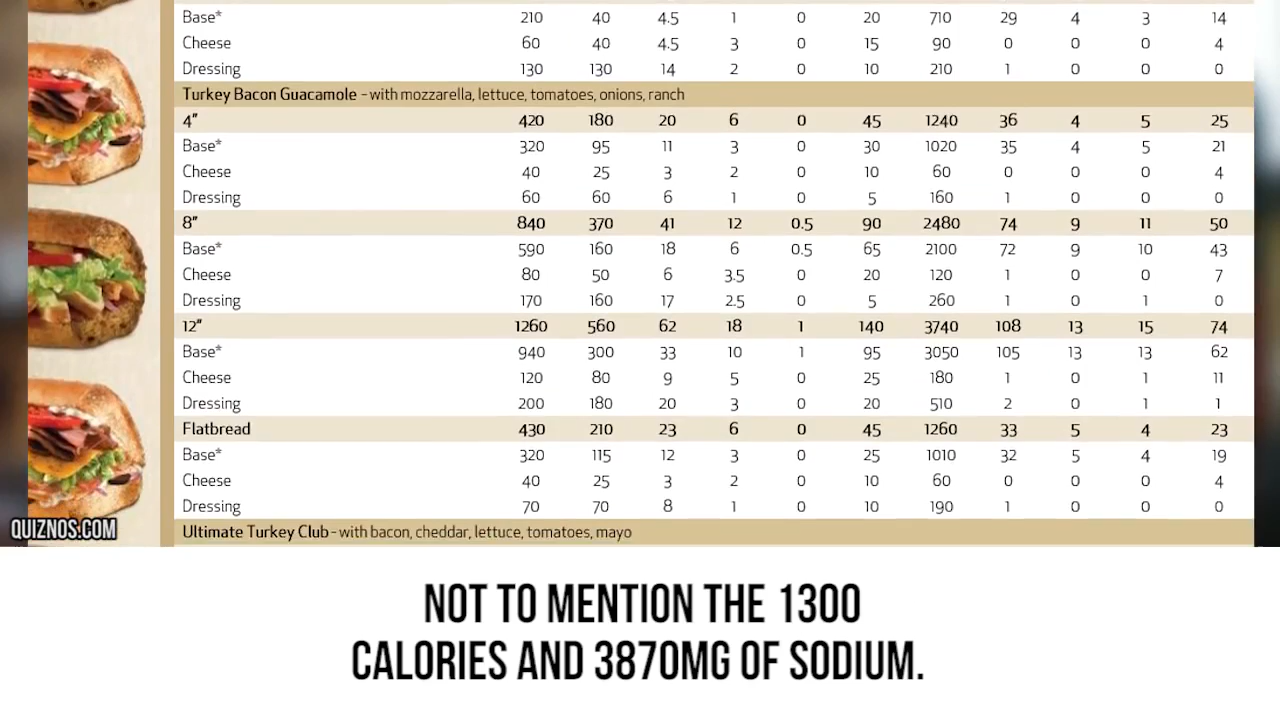 Base* 210 40 4.5 1 0 20 710 29 4 3 14
Cheese 60 40 4.5 3 0 15 90 0 0 0 4
Dressing 130 130 14 2 0 10 210 1 0 0 0
Turkey Bacon Guacamole - with mozzarella, lettuce, tomatoes, onions, ranch
4" 420 180 20 6 0 45 1240 36 4 5 25
Base* 320 95 11 3 0 30 1020 35 4 5 21
Cheese 40 25 3 2 0 10 60 0 0 0 4
Dressing 60 60 6 1 0 5 160 1 0 0 0
8" 840 370 41 12 0.5 90 2480 74 9 11 50
Base* 590 160 18 6 0.5 65 2100 72 9 10 43
Cheese 80 50 6 3.5 0 20 120 1 0 0 7
Dressing 170 160 17 2.5 0 5 260 1 0 1 0
12" 1260 560 62 18 1 140 3740 108 13 15 74
Base* 940 300 33 10 1 95 3050 105 13 13 62
Cheese 120 80 9 5 0 25 180 1 0 1 11
Dressing 200 180 20 3 0 20 510 2 0 1 1
Flatbread 430 210 23 6 0 45 1260 33 5 4 23
Base* 320 115 12 3 0 25 1010 32 5 4 19
Cheese 40 25 3 2 0 10 60 0 0 0 4
Dressing 70 70 8 1 0 10 190 1 0 0 0
QUIZNOS.COM
Ultimate Turkey Club - with bacon, cheddar, lettuce, tomatoes, mayo
NOT TO MENTION THE 1300
CALORIES AND 3870MG OF SODIUM.